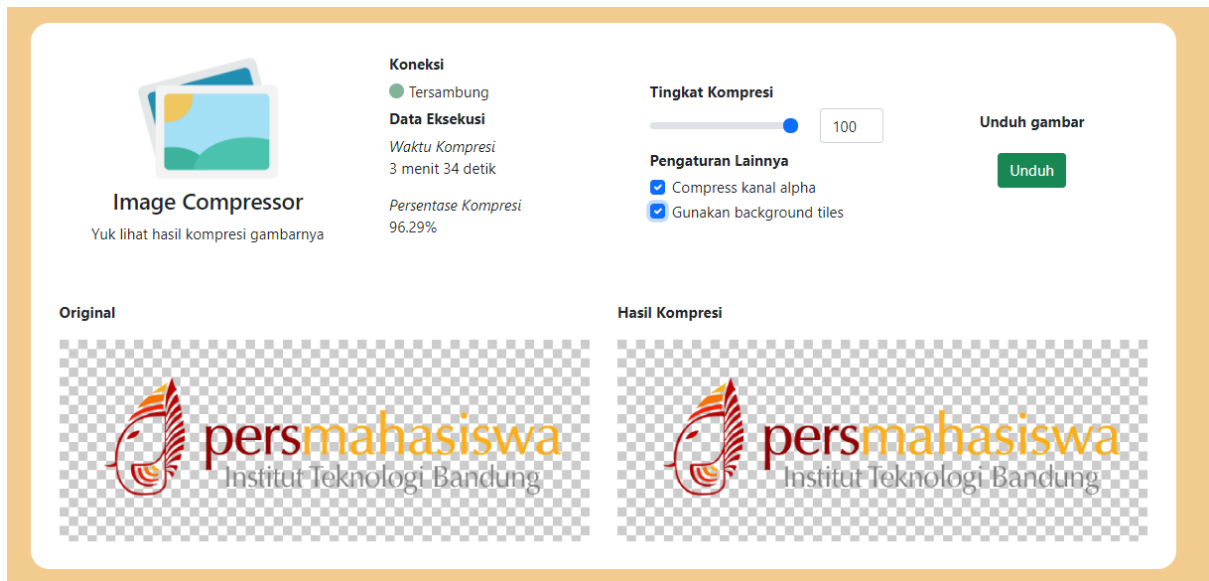 Image Compressor
Yuk lihat hasil kompresi gambarnya
Koneksi
Tersambung
Data Eksekusi
Waktu Kompresi
3 menit 34 detik
Persentase Kompresi
96.29%
Tingkat Kompresi
100
Pengaturan Lainnya
Compress kanal alpha
Gunakan background tiles
Unduh gambar
Unduh
Original
persmahasiswa
Institut Teknologi Bandung
Hasil Kompresi
persmahasiswa
Institut Teknologi Bandung